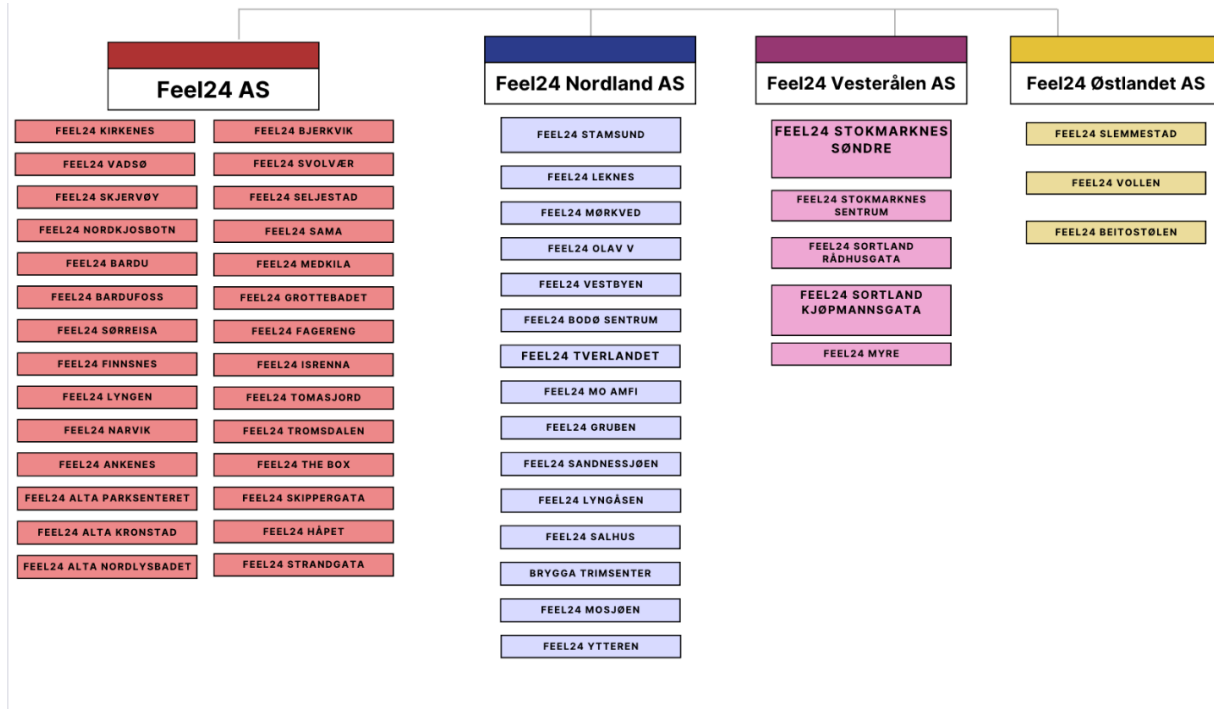 Feel24 AS
FEEL24 KIRKENES
FEEL24 VADSØ
FEEL24 SKJERVØY
FEEL24 NORDKJOSBOTN
FEEL24 BARDU
FEEL24 BARDUFOSS
FEEL24 SØRREISA
FEEL24 FINNSNES
FEEL24 LYNGEN
FEEL24 NARVIK
FEEL24 ANKENES
FEEL24 ALTA PARKSENTERET
FEEL24 ALTA KRONSTAD
FEEL24 ALTA NORDLYSBADET
FEEL24 BJERKVIK
FEEL24 SVOLVÆR
FEEL24 SELJESTAD
FEEL24 SAMA
FEEL24 MEDKILA
FEEL24 GROTTEBADET
FEEL24 FAGERENG
FEEL24 ISRENNA
FEEL24 TOMASJORD
FEEL24 TROMSDALEN
FEEL24 THE BOX
FEEL24 SKIPPERGATA
FEEL24 HÅPET
FEEL24 STRANDGATA
Feel24 Nordland AS
FEEL24 STAMSUND
FEEL24 LEKNES
FEEL24 MØRKVED
FEEL24 OLAV V
FEEL24 VESTBYEN
FEEL24 BODØ SENTRUM
FEEL24 TVERLANDET
FEEL24 MO AMFI
FEEL24 GRUBEN
FEEL24 SANDNESSJØEN
FEEL24 LYNGÅSEN
FEEL24 SALHUS
BRYGGA TRIMSENTER
FEEL24 MOSJØEN
FEEL24 YTTEREN
Feel24 Vesterålen AS
FEEL24 STOKMARKNES
SØNDRE
FEEL24 STOKMARKNES
SENTRUM
FEEL24 SORTLAND
RÅDHUSGATA
FEEL24 SORTLAND
KJØPMANNSGATA
FEEL24 MYRE
Feel24 Østlandet AS
FEEL24 SLEMMESTAD
FEEL24 VOLLEN
FEEL24 BEITOSTØLEN